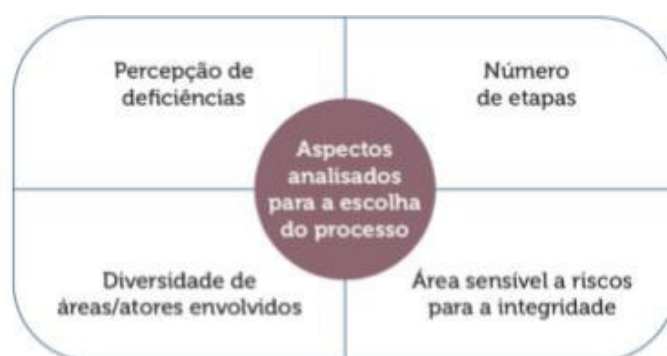 Percepção de
deficiências
Número
de etapas
Aspectos
analisados
para a escolha
do processo
Diversidade de
áreas/atores envolvidos
Área sensível a riscos
para a integridade